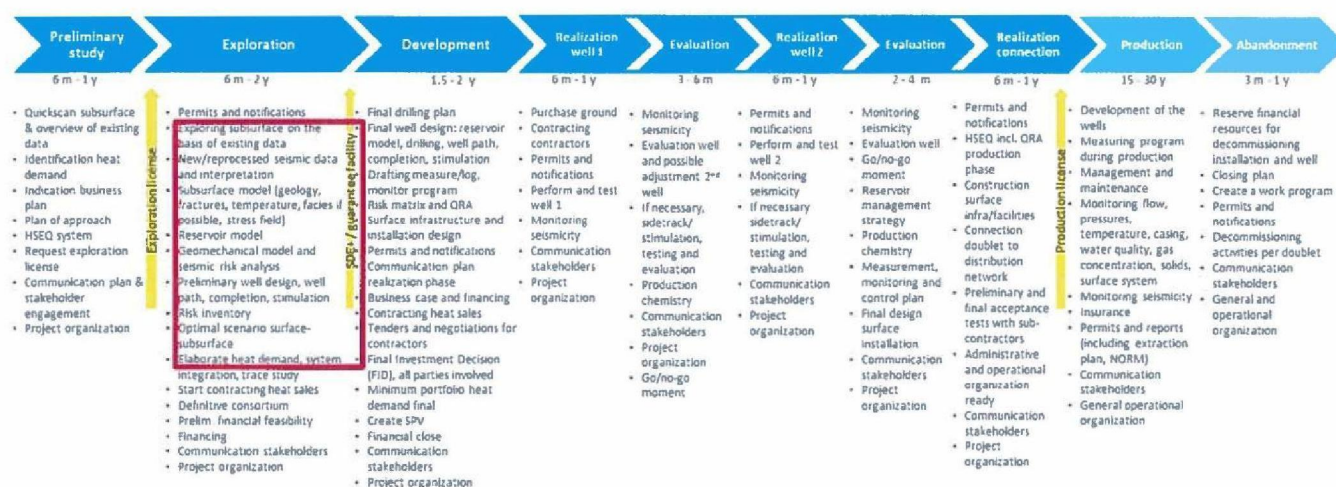 Preliminary
study
6 m - 1 y
• Quickscan subsurface
& overview of existing
data
• Identification heat
demand
• Indication business
plan
• Plan of approach
• HSEQ system
• Request exploration
license
• Communication plan &
stakeholder
engagement
• Project organization
Exploration license
Exploration
6 m - 2 y
• Permits and notifications
• Exploring subsurface on the
basis of existing data
• New/reprocessed seismic data
and interpretation
• Subsurface model (geology,
fractures, temperature, facies if
possible, stress field)
• Reservoir model
• Geomechanical model and
seismic risk analysis
• Preliminary well design, well
path, completion, stimulation
• Risk inventory
• Optimal scenario surface-
subsurface
• Elaborate heat demand, system
integration, trace study
• Start contracting heat sales
• Definitive consortium
• Prelim. financial feasibility
• Financing
• Communication stakeholders
• Project organization
SDE+ / guarantee facility
Development
1.5 - 2 y
• Final drilling plan
• Final well design: reservoir
model, drilling, well path,
completion, stimulation
• Drafting measure/log,
monitor program
• Risk matrix and QRA
• Surface infrastructure and
installation design
• Permits and notifications
• Communication plan
realization phase
• Business case and financing
• Contracting heat sales
• Tenders and negotiations for
contractors
• Final Investment Decision
(FID), all parties involved
• Minimum portfolio heat
demand final
• Create SPV
• Financial close
• Communication
stakeholders
• Project organization
Realization
well 1
6 m - 1 y
• Purchase ground
• Contracting
contractors
• Permits and
notifications
• Perform and test
well 1
• Monitoring
seismicity
• Communication
stakeholders
• Project
organization
Evaluation
3 - 6 m
• Monitoring
seismicity
• Evaluation well
and possible
adjustment 2nd
well
• If necessary,
sidetrack/
stimulation,
testing and
evaluation
• Production
chemistry
• Communication
stakeholders
• Project
organization
• Go/no-go
moment
Realization
well 2
6 m - 1 y
• Permits and
notifications
• Perform and test
well 2
• Monitoring
seismicity
• If necessary,
sidetrack/
stimulation,
testing and
evaluation
• Communication
stakeholders
• Project
organization
Evaluation
2 - 4 m
• Monitoring
seismicity
• Evaluation well
• Go/no-go
moment
• Reservoir
management
strategy
• Production
chemistry
• Measurement,
monitoring and
control plan
• Final design
surface
installation
• Communication
stakeholders
• Project
organization
Realization
connection
6 m - 1 y
• Permits and
notifications
• HSEQ incl. QRA
production
phase
• Construction
surface
infra/facilities
• Connection
doublet to
distribution
network
• Preliminary and
final acceptance
tests with sub-
contractors
• Administrative
and operational
organization
ready
• Communication
stakeholders
• Project
organization
Production license
Production
15 - 30 y
• Development of the
wells
• Measuring program
during production
• Management and
maintenance
• Monitoring flow,
pressures,
temperature, casing,
water quality, gas
concentration, solids,
surface system
• Monitoring seismicity
• Insurance
• Permits and reports
(including extraction
plan, NORM)
• Communication
stakeholders
• General operational
organization
Abandonment
3 m - 1 y
• Reserve financial
resources for
decommissioning
installation and well
• Closing plan
• Create a work program
• Permits and
notifications
• Decommissioning
activities per doublet
• Communication
stakeholders
• General and
operational
organization